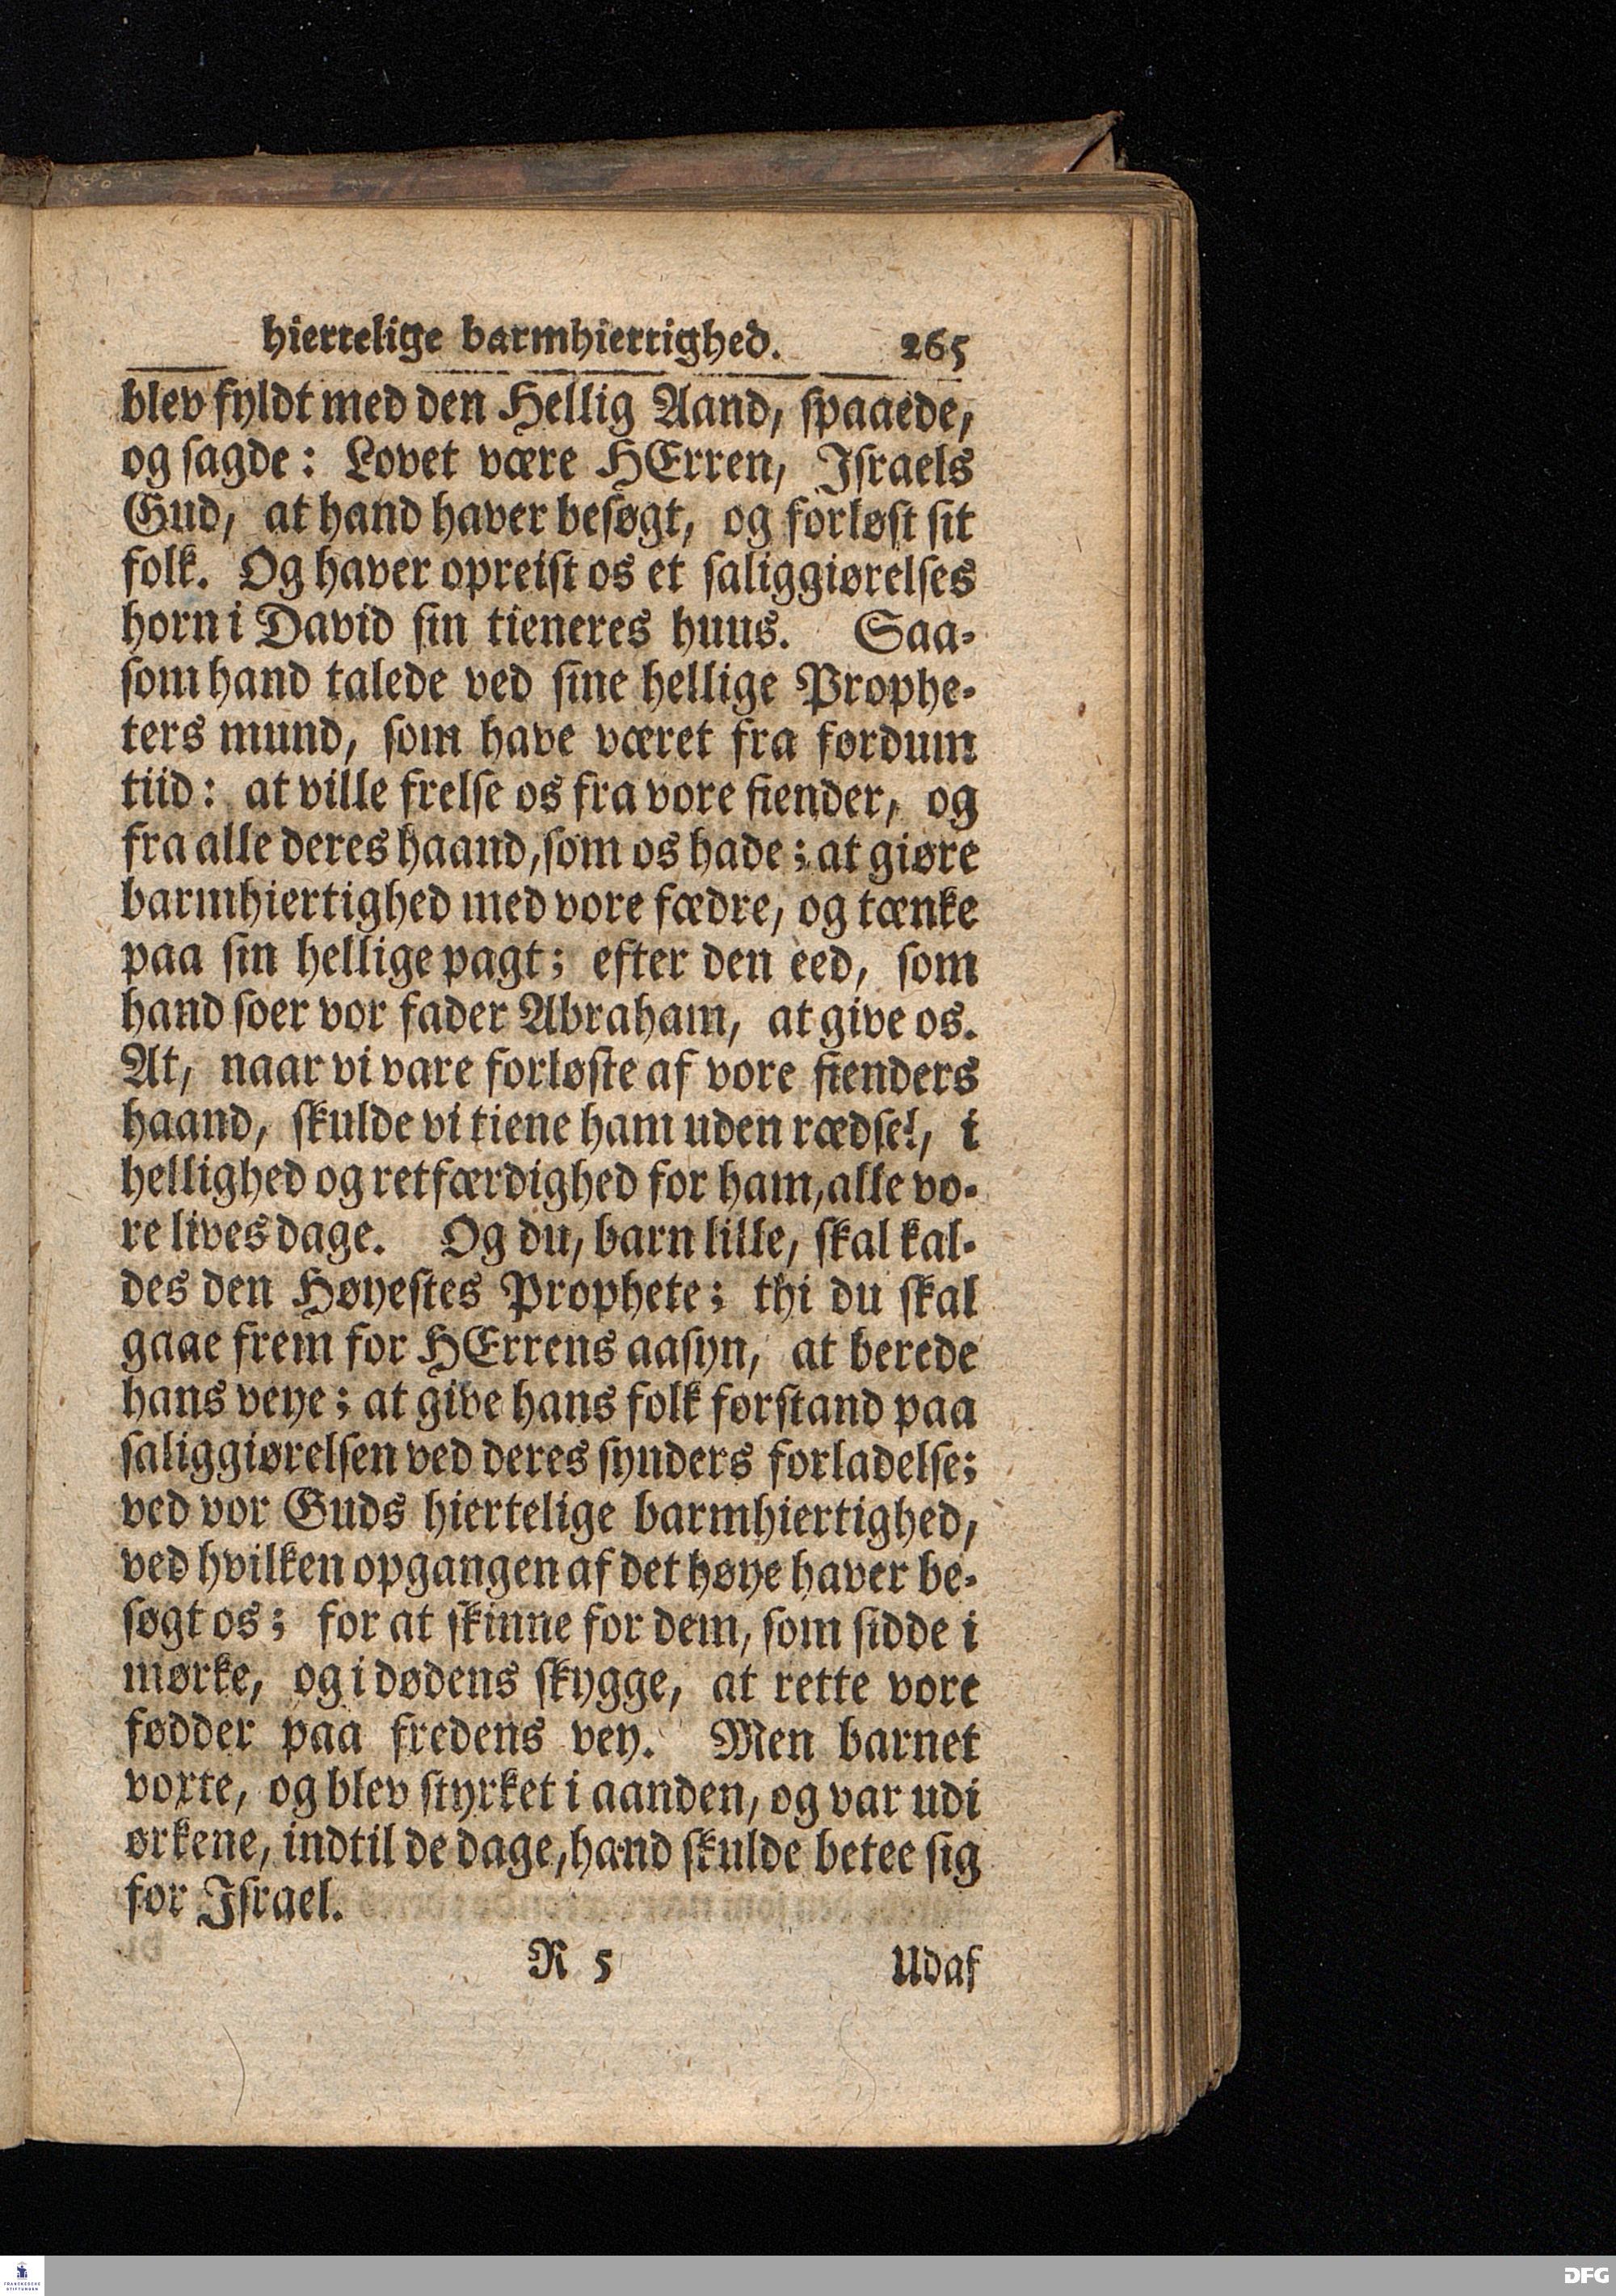 hiertelige barmhiertighed. 265
blev fyldt med den Hellig Aand, spaaede,
og sagde: Lovet være HErren, Israels
Gud, at hand haver besøgt, og forløst sit
folk. Og haver opreist os et saliggiørelses
horn i David sin tieneres huus. Saa-
som hand talede ved sine hellige Prophe-
ters mund, som have været fra fordum
tiid: at ville frelse os fra vore fiender, og
fra alle deres haand, som os hade; at giøre
barmhiertighed med vore fædre, og tænke
paa sin hellige pagt; efter den eed, som
hand soer vor fader Abraham, at give os.
At, naar vi vare forløste af vore fienders
haand, skulde vi tiene ham uden rædsel, i
hellighed og retfærdighed for ham, alle vo-
re lives dage. Og du, barn lille, skal kal-
des den Høyestes Prophete; thi du skal
gaae frem for HErrens aasyn, at berede
hans veye; at give hans folk forstand paa
saliggiørelsen ved deres synders forladelse;
ved vor Guds hiertelige barmhiertighed,
ved hvilken opgangen af det høye haver be-
søgt os; for at skinne for dem, som sidde i
mørke, og i dødens skygge, at rette vore
fødder paa fredens vey. Men barnet
voxte, og blev styrket i aanden, og var udi
ørkene, indtil de dage, hand skulde betee sig
for Israel.
R 5 Udaf
FRANCKESCHE
STIFTUNGEN
DFG